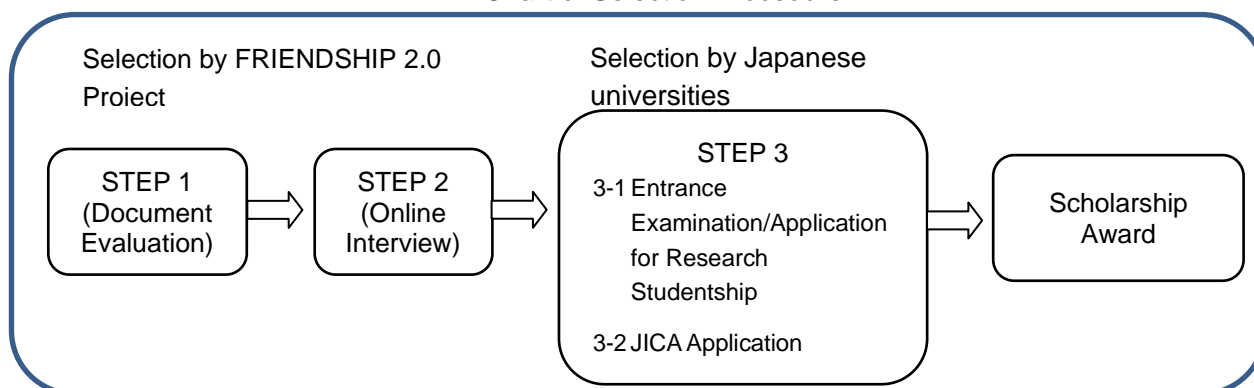 Selection by FRIENDSHIP 2.0
Project
Selection by Japanese
universities
STEP 1
(Document
Evaluation)
STEP 2
(Online
Interview)
STEP 3
3-1 Entrance
Examination/Application
for Research
Studentship
3-2 JICA Application
Scholarship
Award